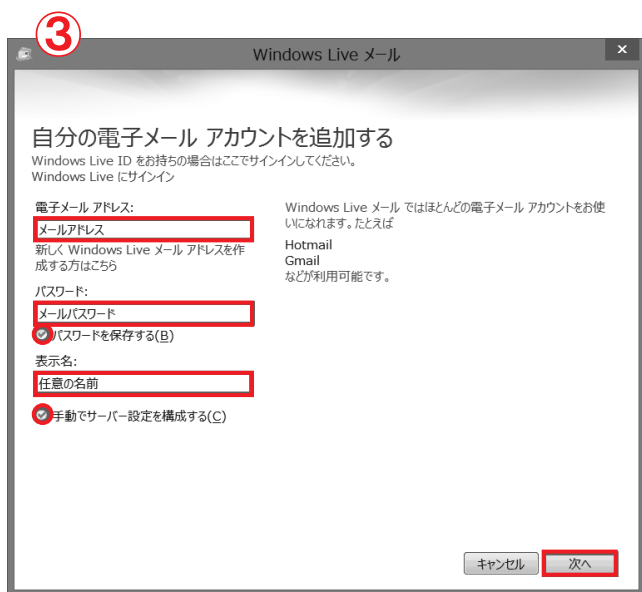 ③
Windows Live メール
自分の電子メール アカウントを追加する
Windows Live ID をお持ちの場合はここでサインインしてください。
Windows Live にサインイン
電子メール アドレス:
メールアドレス
新しく Windows Live メール アドレスを作
成する方はこちら
パスワード:
メールパスワード
パスワードを保存する(B)
表示名:
任意の名前
手動でサーバー設定を構成する(C)
Windows Live メール ではほとんどの電子メール アカウントをお使
いになれます。たとえば
Hotmail
Gmail
などが利用可能です。
キャンセル
次へ